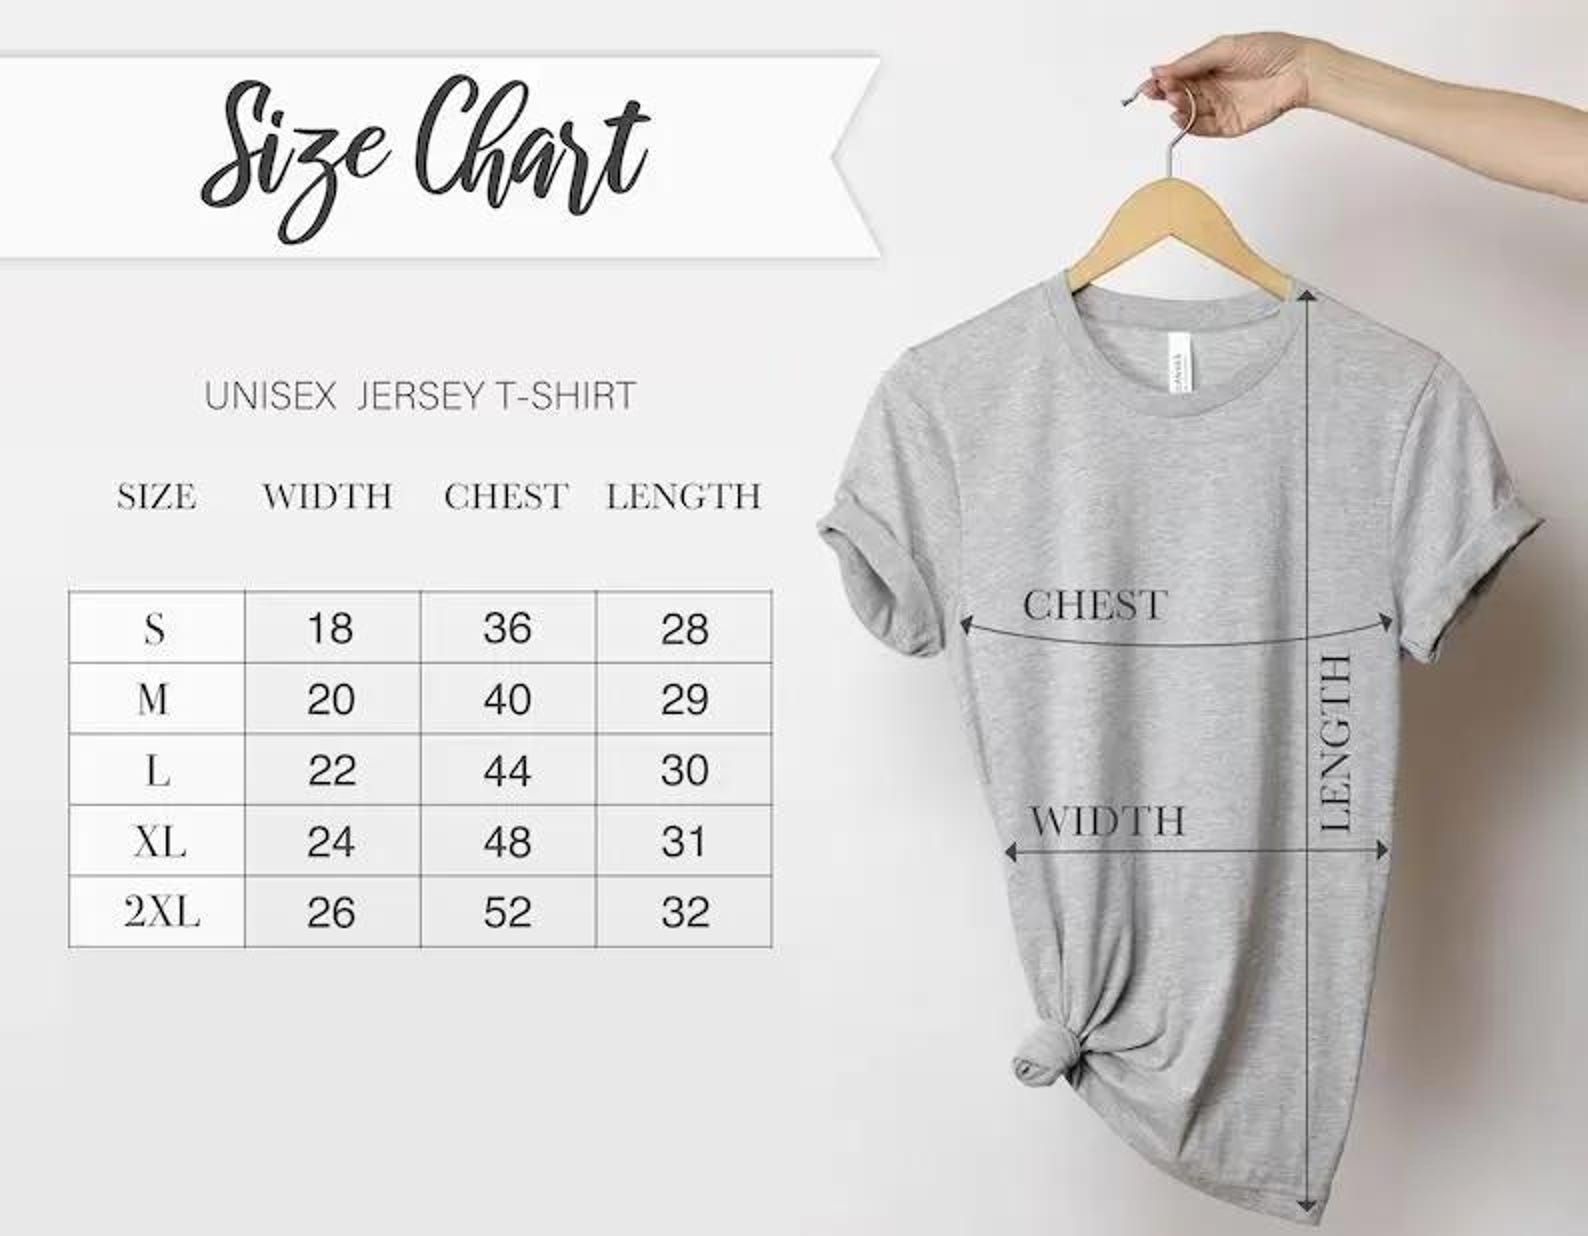 Size Chart
UNISEX JERSEY T-SHIRT
SIZE WIDTH CHEST LENGTH
S 18 36 28
M 20 40 29
L 22 44 30
XL 24 48 31
2XL 26 52 32
CHEST
LENGTH
WIDTH